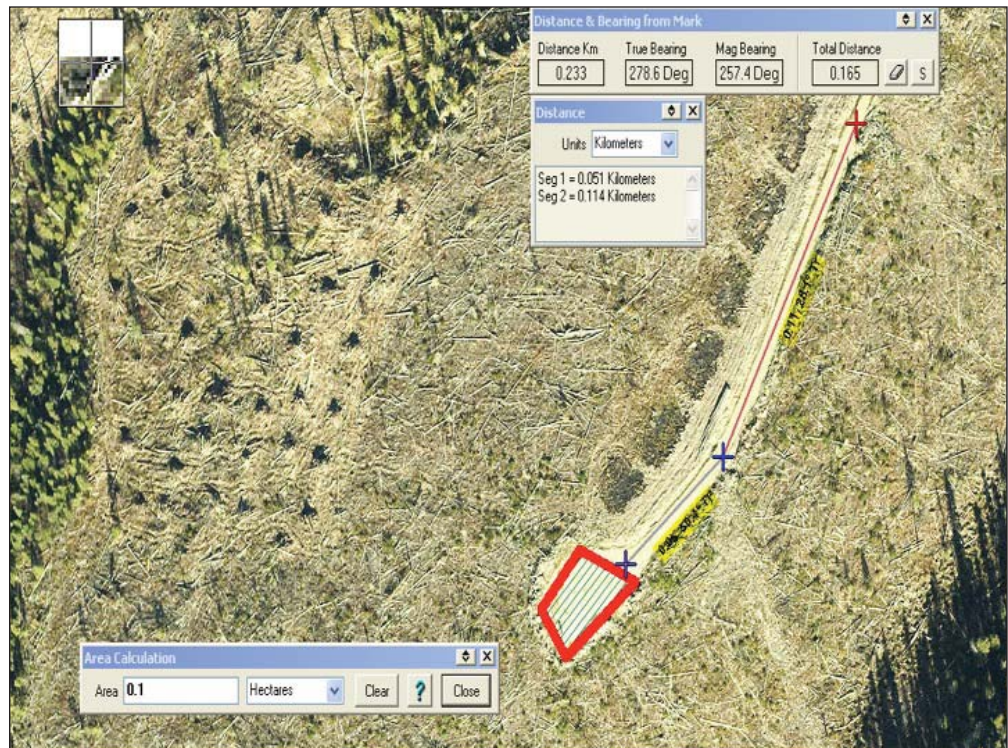 Distance & Bearing from Mark
Distance Km True Bearing Mag Bearing Total Distance
0.233 278.6 Deg 257.4 Deg 0.165 S
Distance
Units Kilometers
Seg 1 = 0.051 Kilometers
Seg 2 = 0.114 Kilometers
Area Calculation
Area 0.1 Hectares Clear ? Close